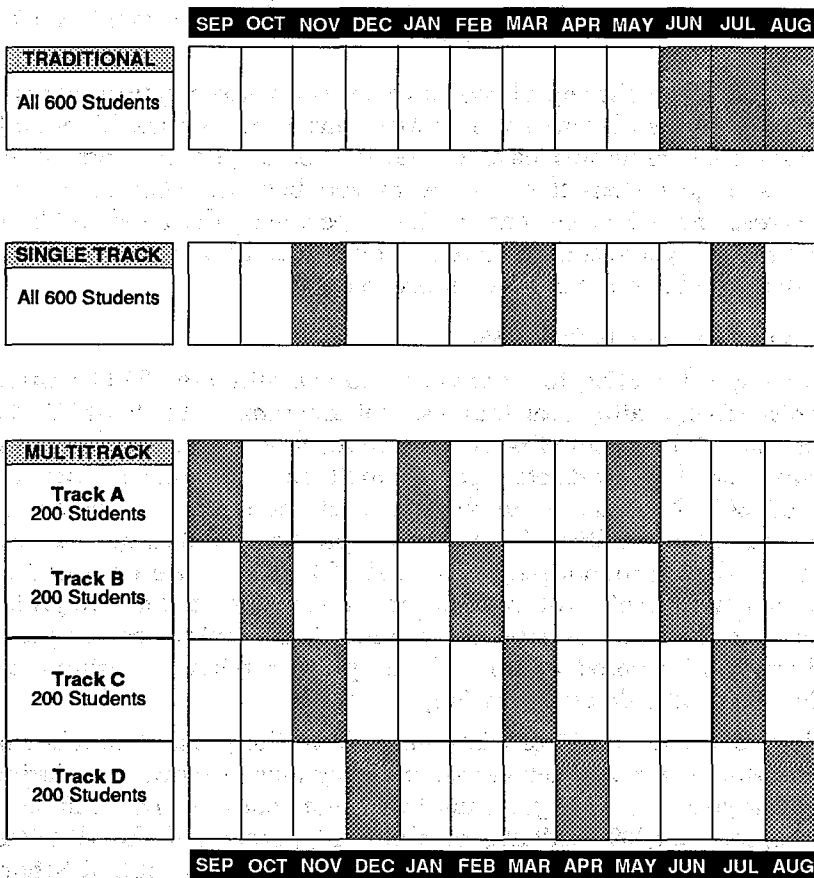 SEP OCT NOV DEC JAN FEB MAR APR MAY JUN JUL AUG
TRADITIONAL
All 600 Students
SINGLE TRACK
All 600 Students
MULTITRACK
Track A
200 Students
Track B
200 Students
Track C
200 Students
Track D
200 Students
SEP OCT NOV DEC JAN FEB MAR APR MAY JUN JUL AUG